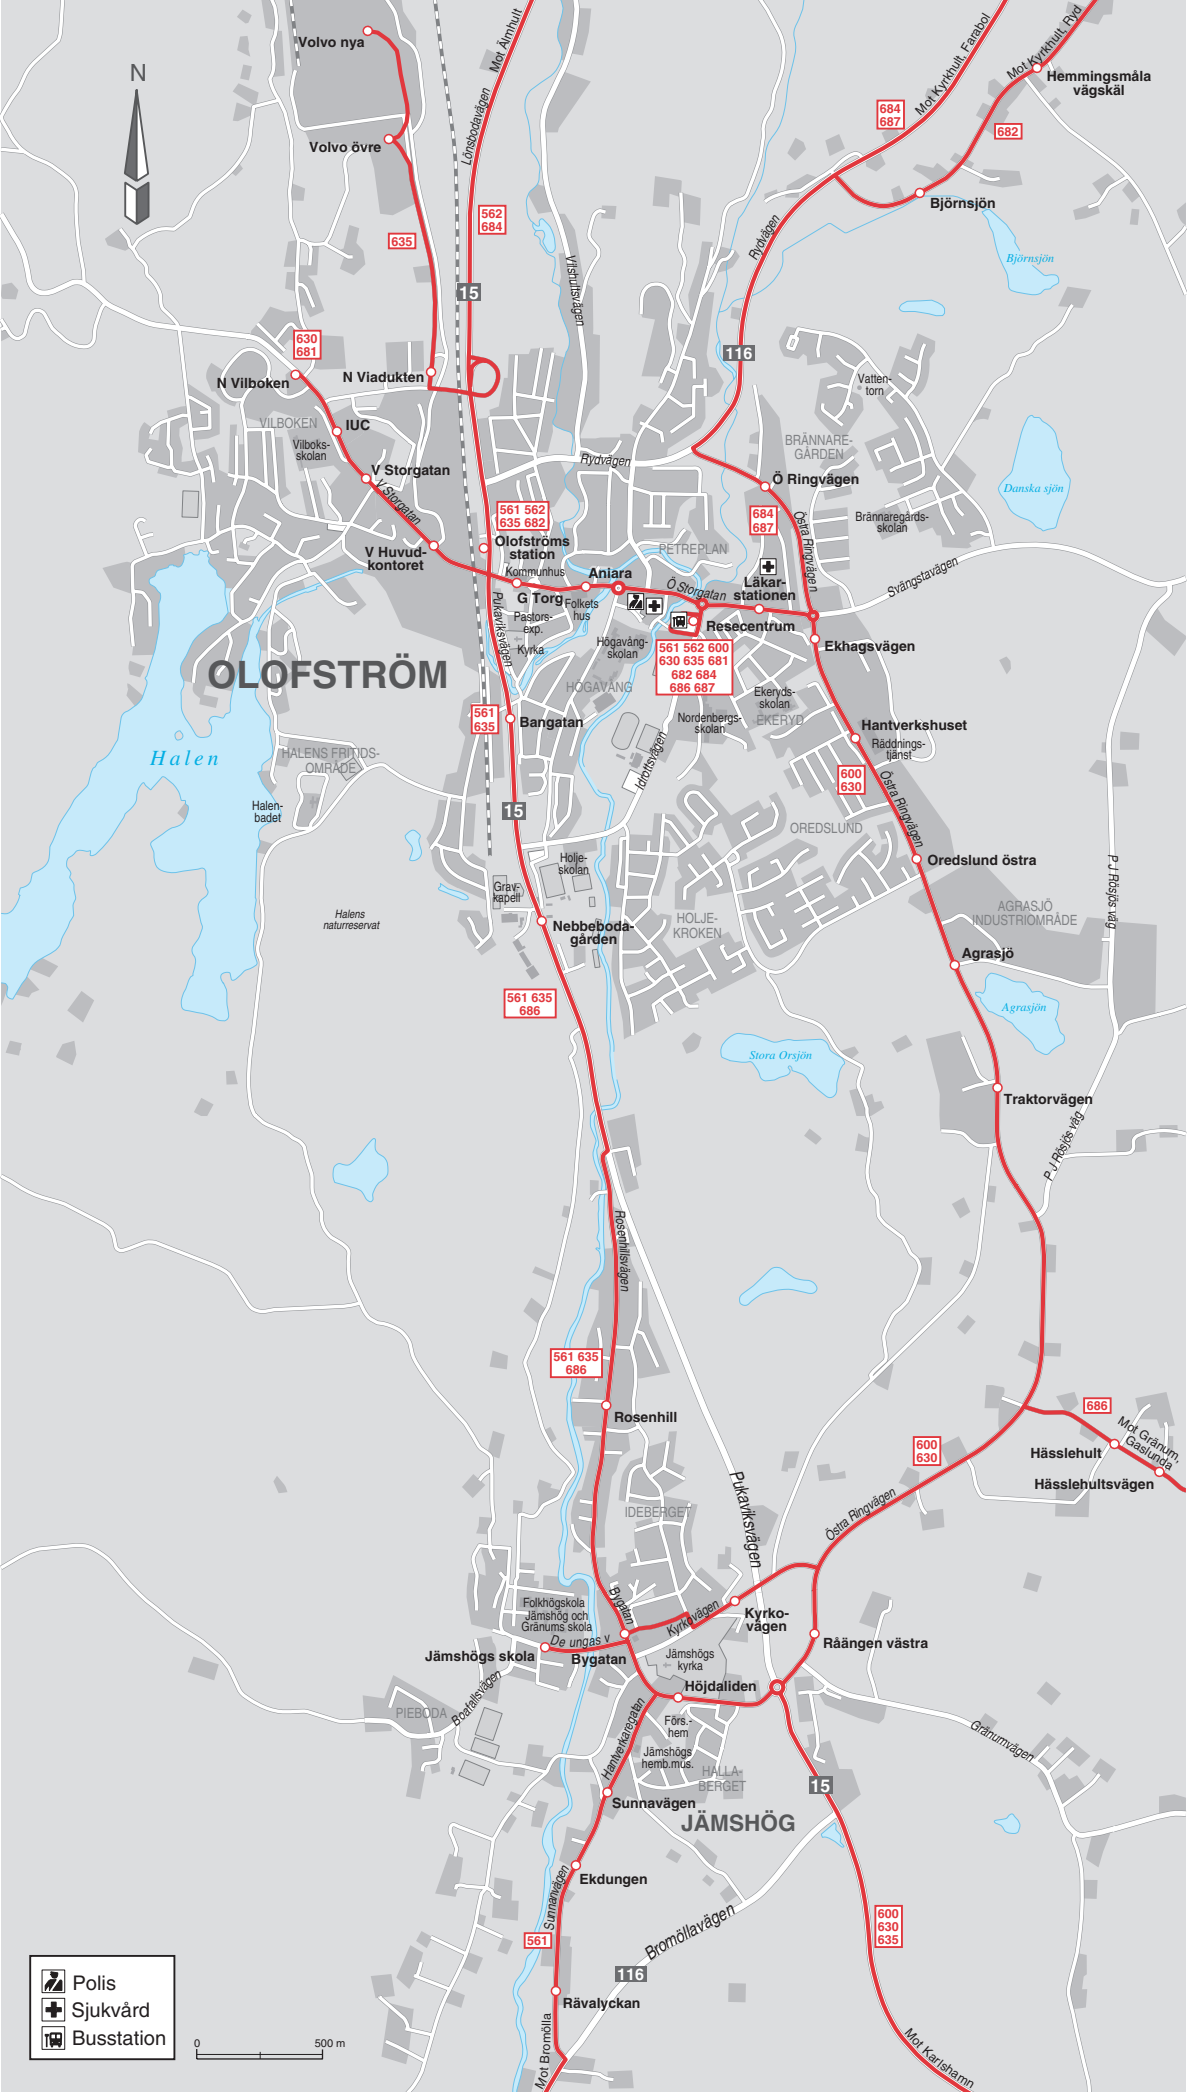 Volvo nya
Mot Älmhult
Mot Kyrkhult, Farabol
Mot Kyrkhult, Ryd
N
Hemmingsmåla
vägskäl
684
687
682
Lönsbodavägen
Volvo övre
Björnsjön
562
684
635
Rydvägen
Björnsjön
Vilshultsvägen
15
630
681
116
N Vilboken
N Viadukten
Vatten-
torn
VILBOKEN
IUC
Vilboks-
skolan
BRÄNNARE-
GÅRDEN
Rydvägen
V Storgatan
Ö Ringvägen
Danska sjön
V Storgatan
561 562
635 682
684
687
Östra Ringvägen
Brännaregårds-
skolan
Olofströms
station
PETREPLAN
V Huvud-
kontoret
Kommunhus
Aniara
Läkar-
stationen
Svängstavägen
Ö Storgatan
G Torg
Folkets
hus
Pukaviksvägen
Pastors-
exp.
Resecentrum
Högavång-
skolan
Ekhagsvägen
Kyrka
561 562 600
630 635 681
682 684
686 687
OLOFSTRÖM
HÖGAVÅNG
Ekeryds-
skolan
EKERYD
Nordenbergs-
skolan
561
635
Bangatan
Hantverkshuset
Räddnings-
tjänst
Idrottsvägen
Halen
HALENS FRITIDS-
OMRÅDE
600
630
Östra Ringvägen
Halen-
badet
15
OREDSLUND
Oredslund östra
Holje-
skolan
P J Rösjös väg
Grav-
kapell
Halens
naturreservat
Nebbeboda-
gården
HOLJE-
KROKEN
AGRASJÖ
INDUSTRIOMRÅDE
Agrasjö
561 635
686
Agrasjön
Stora Orsjön
Traktorvägen
P J Rösjös väg
Rosenhillsvägen
561 635
686
Rosenhill
686
Mot Gränum,
Gaslunda
Hässlehult
600
630
Hässlehultsvägen
Pukaviksvägen
IDEBERGET
Östra Ringvägen
Bygatan
Folkhögskola
Jämshög och
Gränums skola
Kyrkovägen
Kyrko-
vägen
De ungas v
Råängen västra
Jämshögs skola
Bygatan
Jämshögs
kyrka
Höjdaliden
Boafallsvägen
PIEBODA
Förs.-
hem
Gränumvägen
Hantverkaregatan
Jämshögs
hemb.mus.
HALLA-
BERGET
15
Sunnavägen
JÄMSHÖG
Ekdungen
Sunnanvägen
Bromöllavägen
561
600
630
635
116
Polis
Sjukvård
Busstation
Rävalyckan
0
500 m
Mot Bromölla
Mot Karlshamn